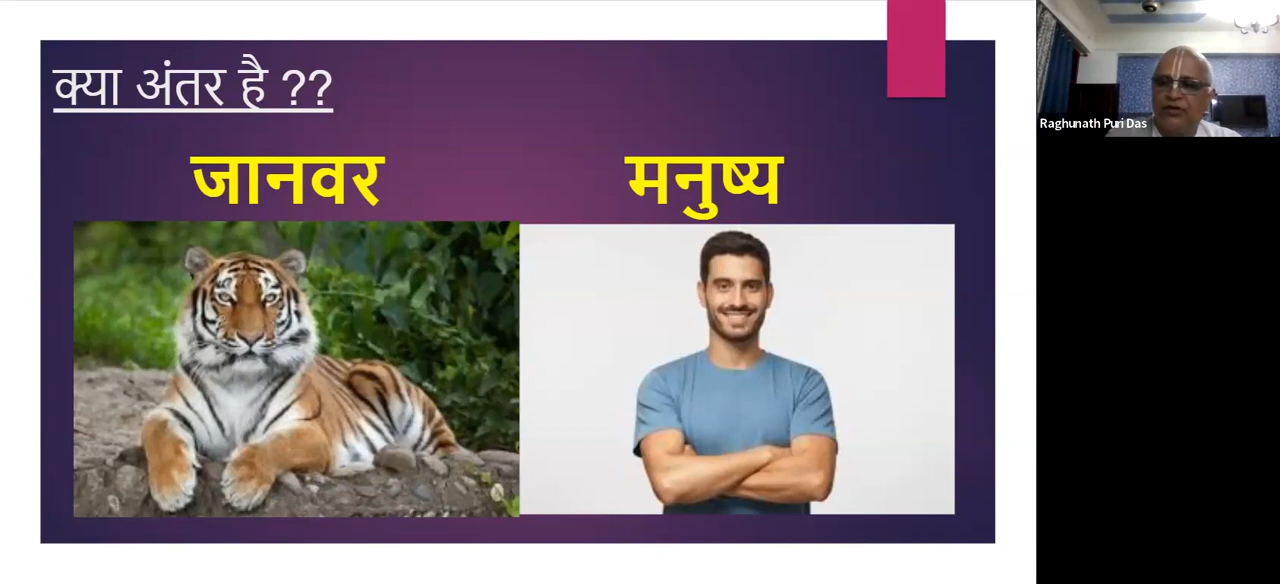 क्या अंतर है ??
जानवर
मनुष्य
Raghunath Puri Das